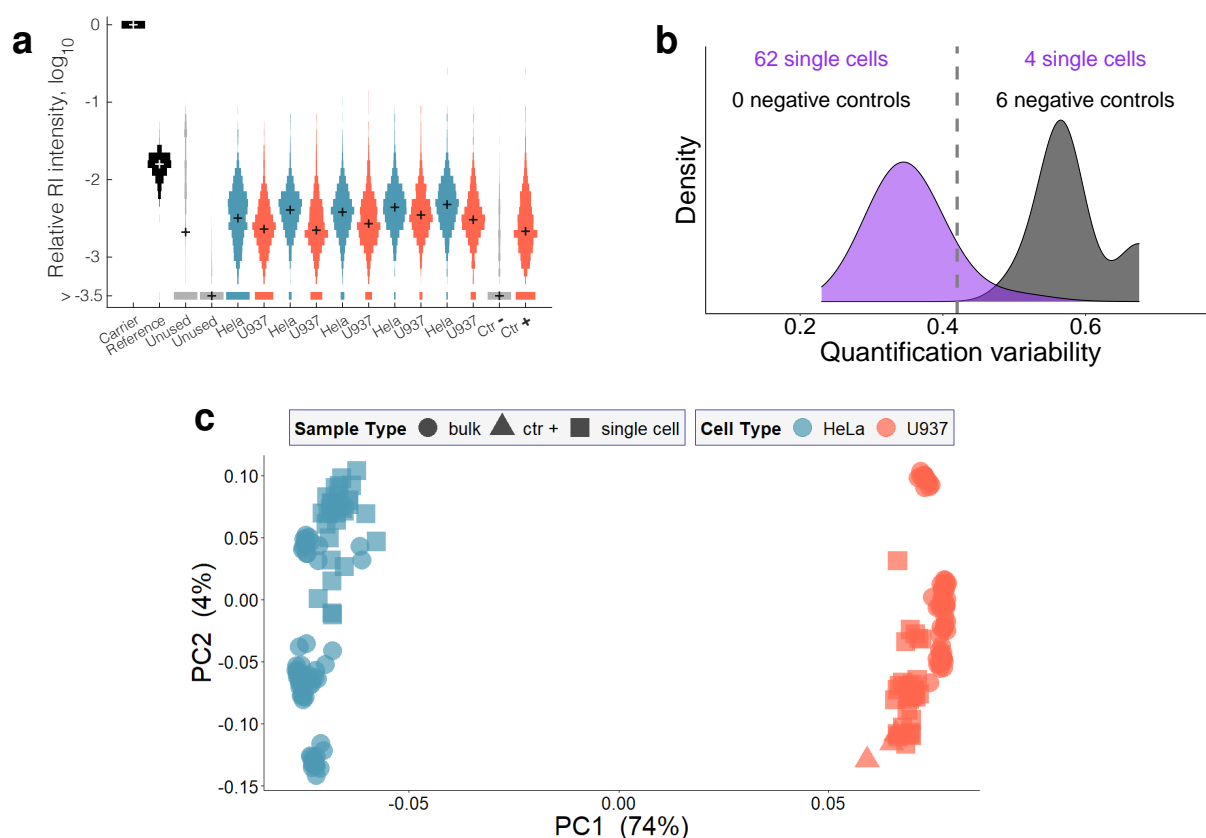 a
Relative RI intensity, log10
0
-1
-2
-3
> -3.5
Carrier
Reference
Unused
Unused
Hela
U937
Hela
U937
Hela
U937
Hela
U937
Hela
U937
Ctr -
Ctr +
b
62 single cells
4 single cells
0 negative controls
6 negative controls
Density
0.2
0.4
0.6
Quantification variability
c
Sample Type bulk ctr + single cell
Cell Type HeLa U937
PC2 (4%)
0.10
0.05
0.00
-0.05
-0.10
-0.15
-0.05
0.00
0.05
PC1 (74%)